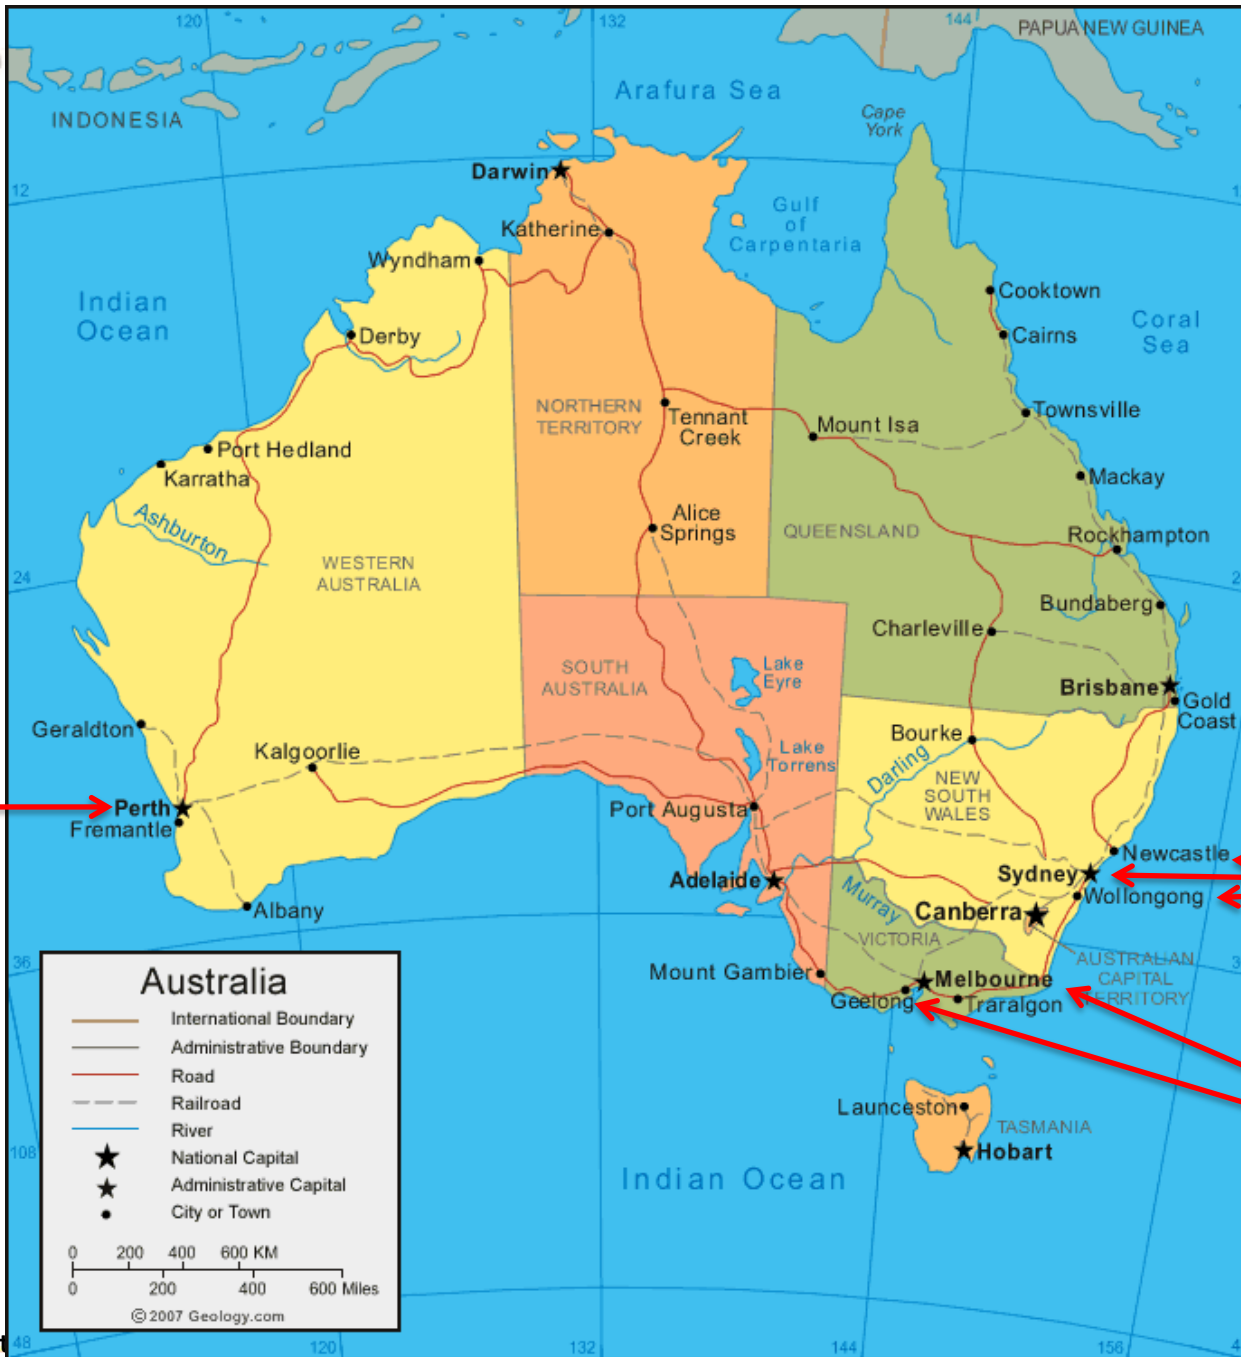 120
132
144
PAPUA NEW GUINEA
Arafura Sea
INDONESIA
Cape
York
12
Darwin
Gulf
of
Carpentaria
Katherine
Wyndham
Indian
Ocean
Cooktown
Coral
Sea
Derby
Cairns
NORTHERN
TERRITORY
Tennant
Creek
Townsville
Mount Isa
Port Hedland
Karratha
Mackay
Ashburton
Alice
Springs
QUEENSLAND
Rockhampton
WESTERN
AUSTRALIA
24
Bundaberg
Charleville
SOUTH
AUSTRALIA
Lake
Eyre
Brisbane
Gold
Coast
Geraldton
Bourke
Kalgoorlie
Lake
Torrens
Darling
NEW
SOUTH
WALES
Perth
Fremantle
Port Augusta
Newcastle
Adelaide
Sydney
Murray
Wollongong
Albany
Canberra
VICTORIA
AUSTRALIAN
CAPITAL
TERRITORY
36
Mount Gambier
Melbourne
Geelong
Traralgon
Australia
International Boundary
Administrative Boundary
Road
Railroad
River
National Capital
Administrative Capital
City or Town
0 200 400 600 KM
0 200 400 600 Miles
©2007 Geology.com
Launceston
TASMANIA
Hobart
108
Indian Ocean
48
120
132
144
156